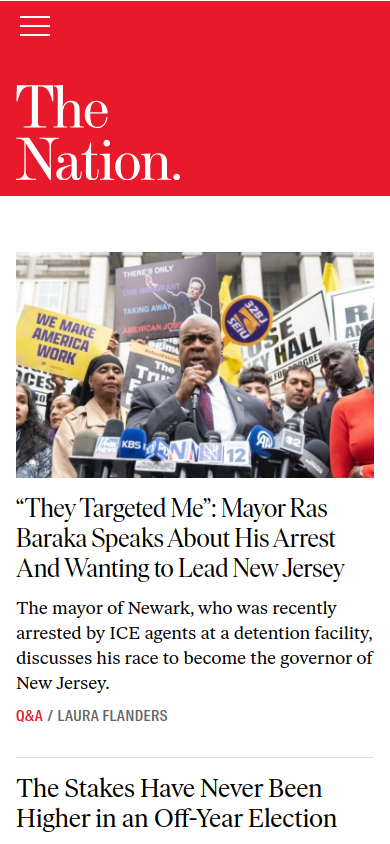 The
Nation.
THERE'S ONLY
ONE IMMIGRANT
TAKING AWAY
AMERICAN JOBS
WE MAKE
AMERICA
WORK
32BJ
SEIU
HALL
The
KBS
N
12
2
“They Targeted Me”: Mayor Ras
Baraka Speaks About His Arrest
And Wanting to Lead New Jersey
The mayor of Newark, who was recently
arrested by ICE agents at a detention facility,
discusses his race to become the governor of
New Jersey.
Q&A / LAURA FLANDERS
The Stakes Have Never Been
Higher in an Off-Year Election